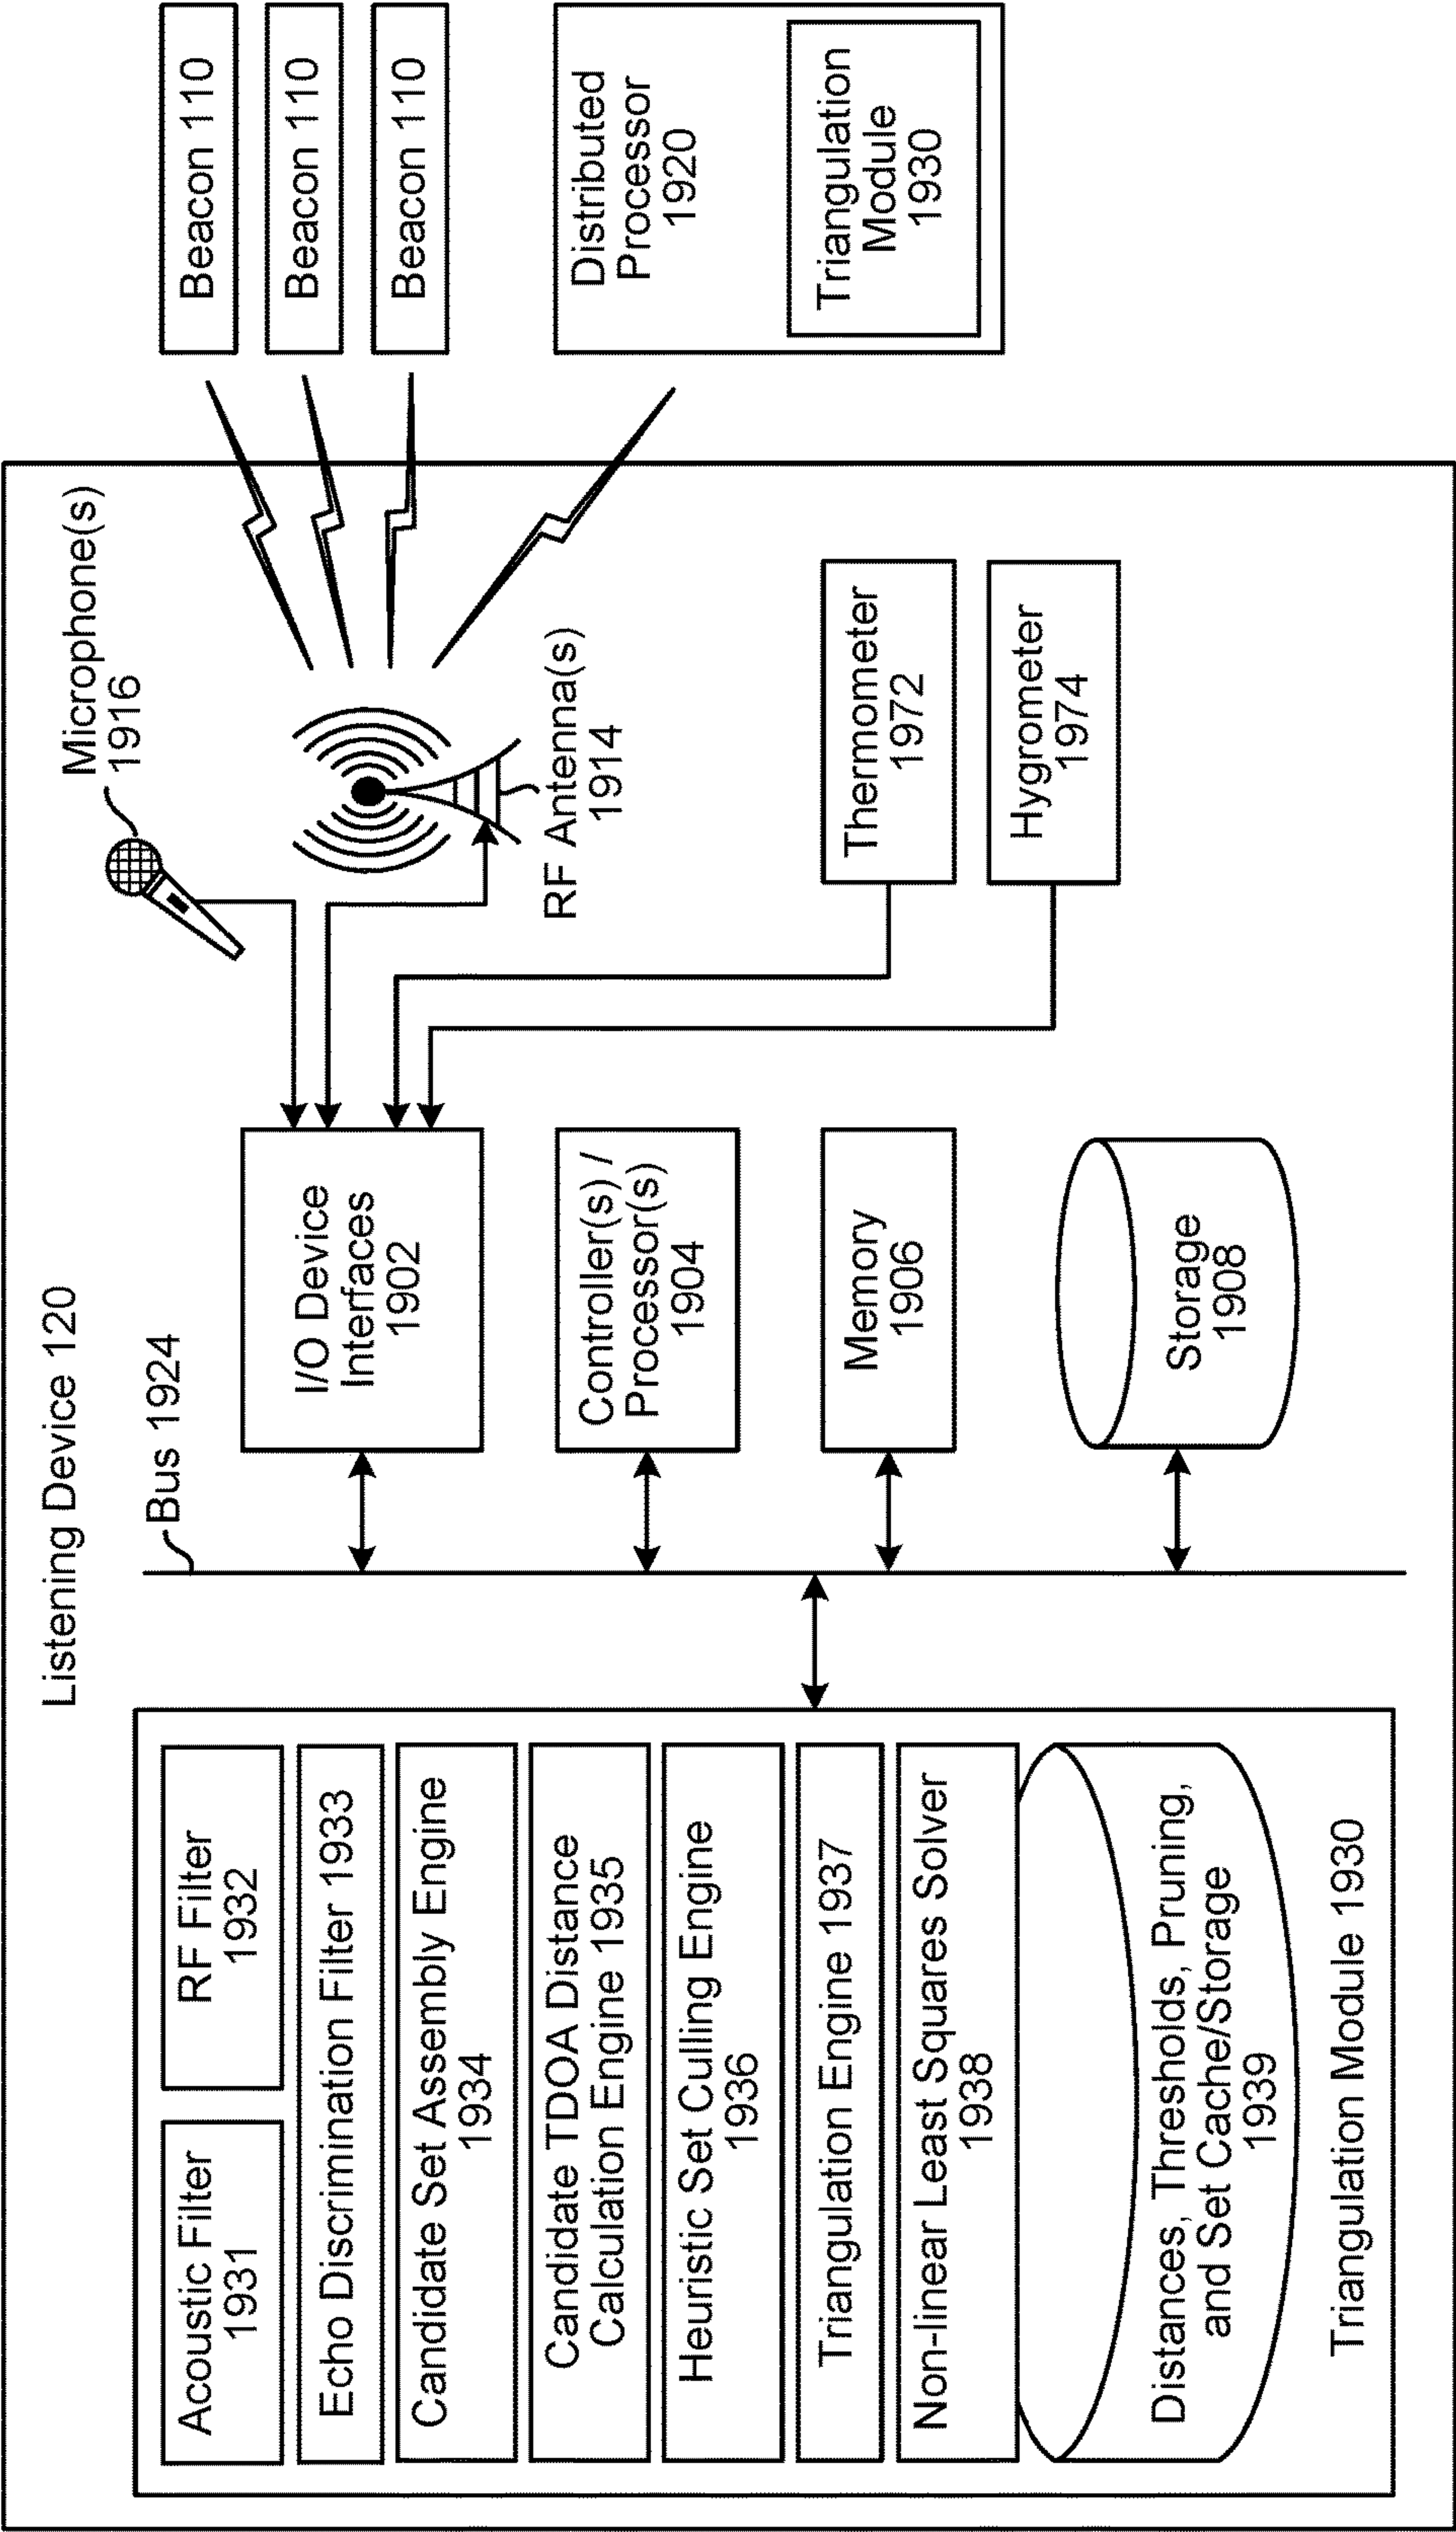 Listening Device 120
Acoustic Filter
1931
RF Filter
1932
Echo Discrimination Filter 1933
Candidate Set Assembly Engine
1934
Candidate TDOA Distance
Calculation Engine 1935
Heuristic Set Culling Engine
1936
Triangulation Engine 1937
Non-linear Least Squares Solver
1938
Distances, Thresholds, Pruning,
and Set Cache/Storage
1939
Triangulation Module 1930
Bus 1924
I/O Device
Interfaces
1902
Controller(s) /
Processor(s)
1904
Memory
1906
Storage
1908
Microphone(s)
1916
RF Antenna(s)
1914
Thermometer
1972
Hygrometer
1974
Beacon 110
Beacon 110
Beacon 110
Distributed
Processor
1920
Triangulation
Module
1930